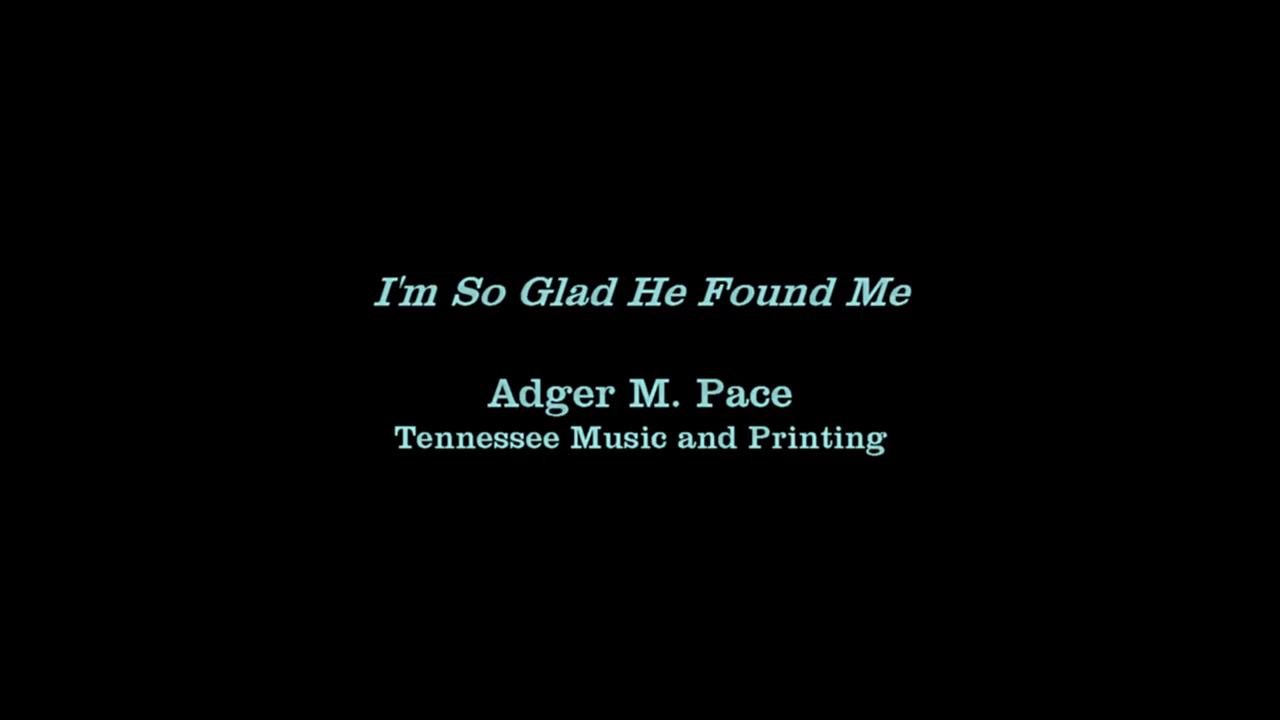 I'm So Glad He Found Me
Adger M. Pace
Tennessee Music and Printing